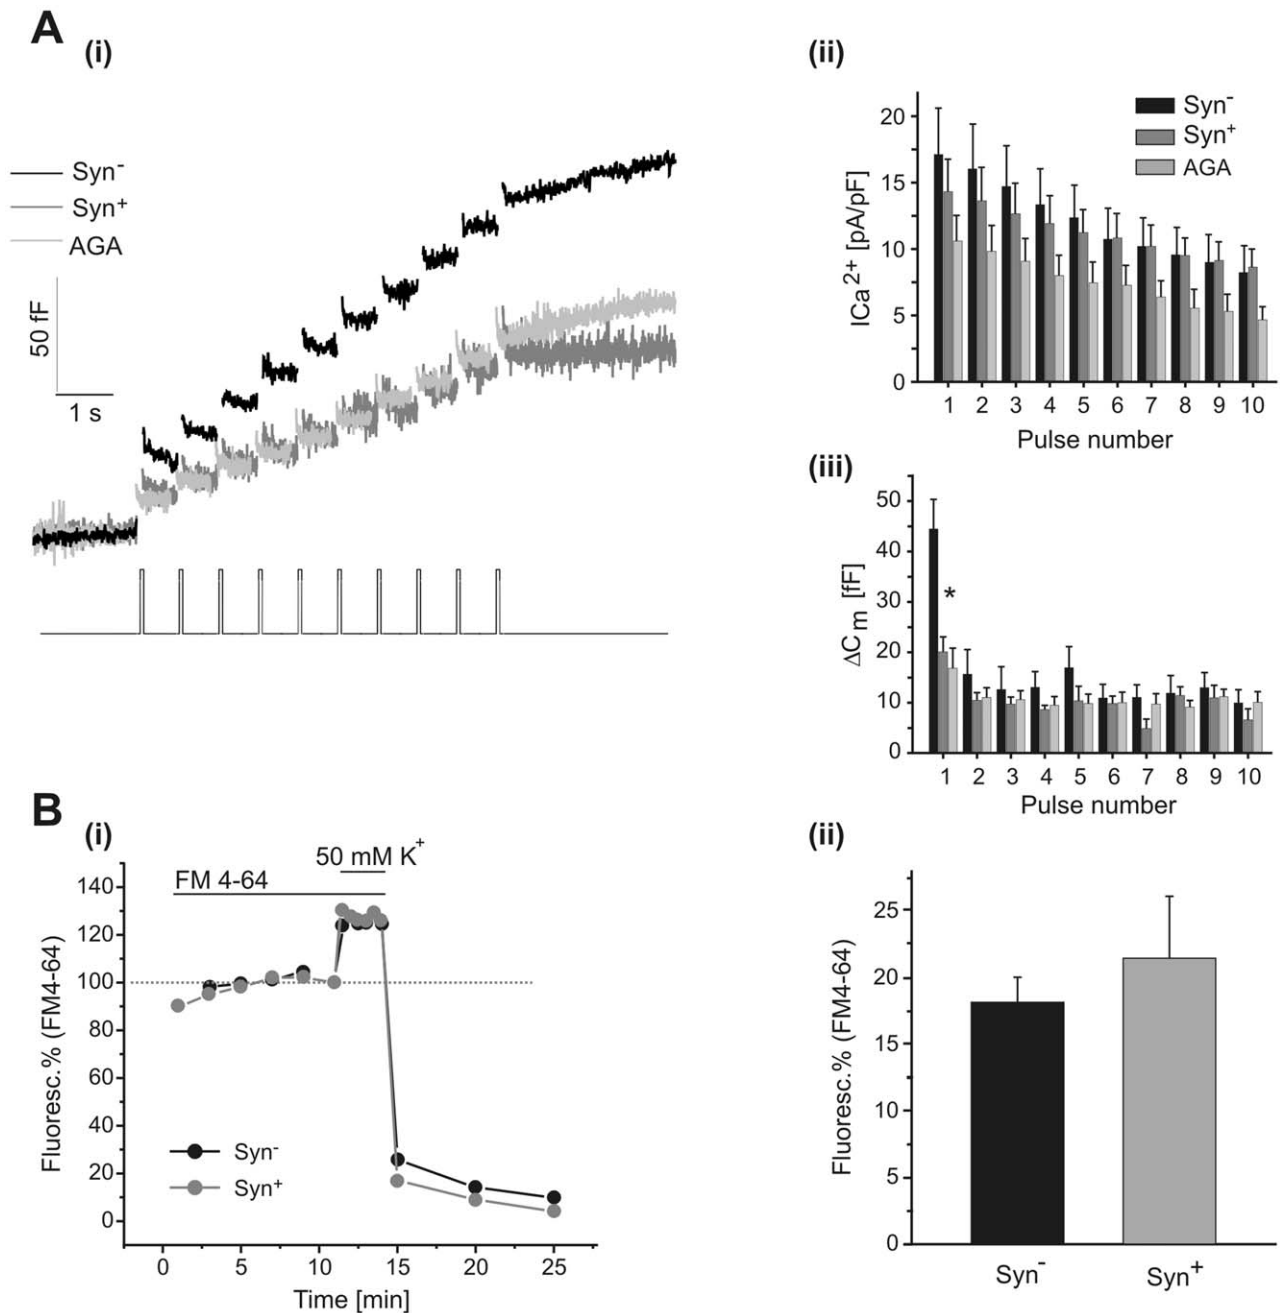 A
(i)
Syn-
Syn+
AGA
50 fF
1 s
(ii)
ICa2+ [pA/pF]
20
15
10
5
0
Syn-
Syn+
AGA
1 2 3 4 5 6 7 8 9 10
Pulse number
(iii)
ΔCm [fF]
50
40
30
20
10
0
*
1 2 3 4 5 6 7 8 9 10
Pulse number
B
(i)
50 mM K+
FM 4-64
Fluoresc.% (FM4-64)
140
120
100
80
60
40
20
0
Syn-
Syn+
0 5 10 15 20 25
Time [min]
(ii)
Fluoresc.% (FM4-64)
25
20
15
10
5
0
Syn-
Syn+